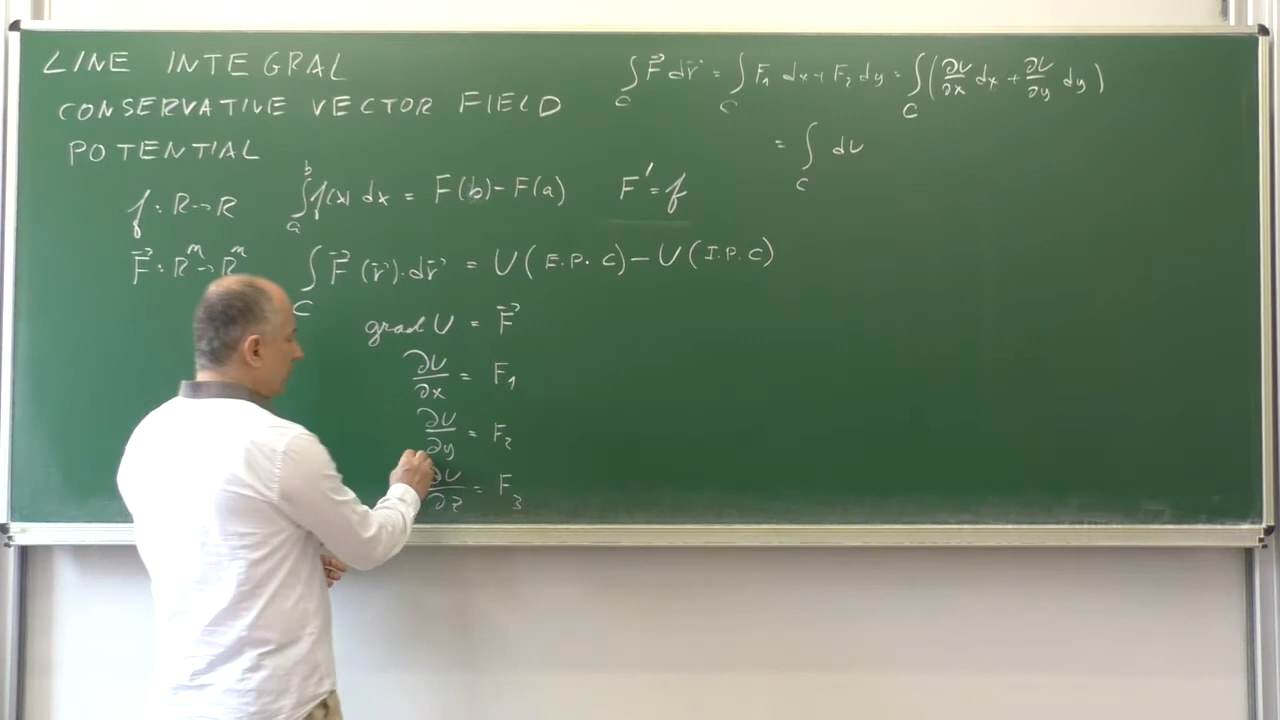 LINE INTEGRAL
CONSERVATIVE VECTOR FIELD
POTENTIAL
f : R → R   ∫_a^b f(x) dx = F(b) - F(a)   F' = f
F⃗ : Rⁿ → Rⁿ   ∫_C F⃗(r⃗)·dr⃗ = U(E.P. C) - U(I.P. C)
grad U = F⃗
∂U/∂x = F₁
∂U/∂y = F₂
∂U/∂z = F₃
∫_C F⃗ dr⃗ = ∫_C F₁ dx + F₂ dy = ∫_C (∂U/∂x dx + ∂U/∂y dy)
= ∫_C dU